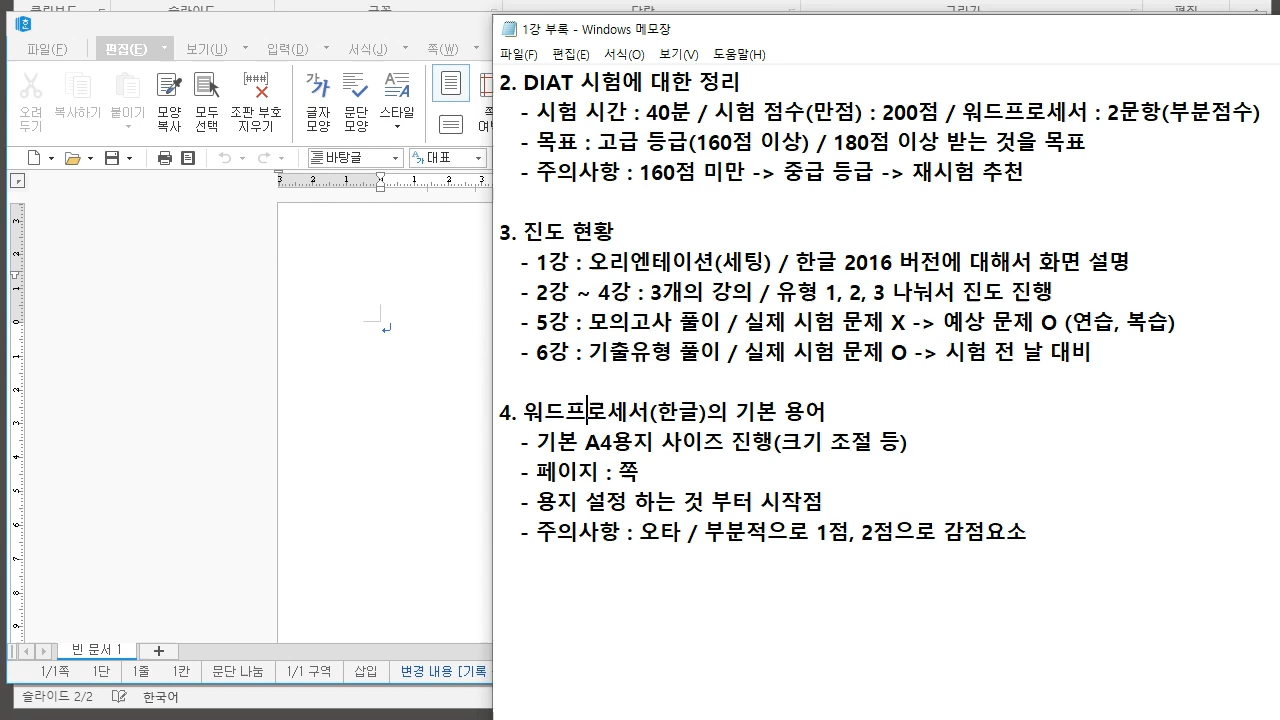 1강 부록 - Windows 메모장
파일(F) 편집(E) 서식(O) 보기(V) 도움말(H)
파일(F) 편집(E) 보기(U) 입력(D) 서식(J) 쪽(W)
오려 두기
복사하기
붙이기
모양 복사
모두 선택
조판 부호 지우기
글자 모양
문단 모양
스타일
바탕글 대표
2. DIAT 시험에 대한 정리
- 시험 시간 : 40분 / 시험 점수(만점) : 200점 / 워드프로세서 : 2문항(부분점수)
- 목표 : 고급 등급(160점 이상) / 180점 이상 받는 것을 목표
- 주의사항 : 160점 미만 -> 중급 등급 -> 재시험 추천
3. 진도 현황
- 1강 : 오리엔테이션(세팅) / 한글 2016 버전에 대해서 화면 설명
- 2강 ~ 4강 : 3개의 강의 / 유형 1, 2, 3 나눠서 진도 진행
- 5강 : 모의고사 풀이 / 실제 시험 문제 X -> 예상 문제 O (연습, 복습)
- 6강 : 기출유형 풀이 / 실제 시험 문제 O -> 시험 전 날 대비
4. 워드프로세서(한글)의 기본 용어
- 기본 A4용지 사이즈 진행(크기 조절 등)
- 페이지 : 쪽
- 용지 설정 하는 것 부터 시작점
- 주의사항 : 오타 / 부분적으로 1점, 2점으로 감점요소
빈 문서 1
1/1쪽 1단 1줄 1칸 문단 나눔 1/1 구역 삽입 변경 내용 [기록
슬라이드 2/2 한국어